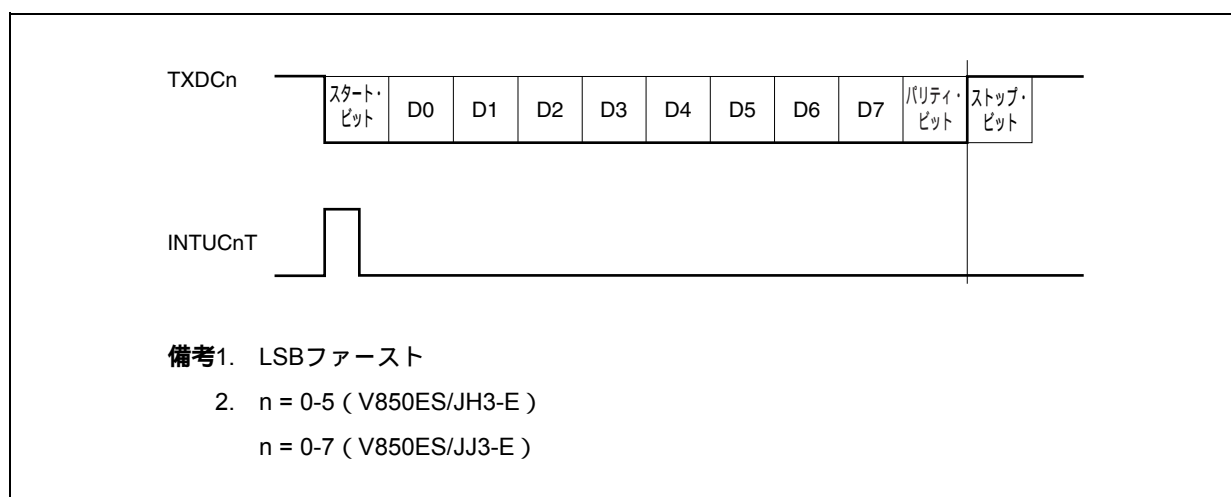 TXDCn
スタート・
ビット
D0 D1 D2 D3 D4 D5 D6 D7
パリティ・
ビット
ストップ・
ビット
INTUCnT
備考1. LSBファースト
2. n = 0-5（V850ES/JH3-E）
n = 0-7（V850ES/JJ3-E）